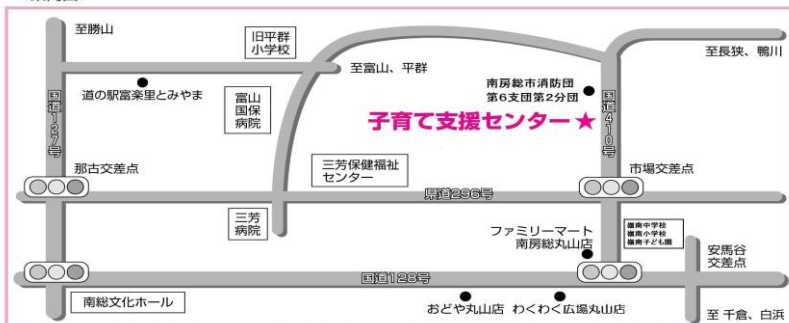 至勝山
旧平群
小学校
至富山、平群
至長狭、鴨川
道の駅富楽里とみやま
国道127号
富山
国保
病院
南房総市消防団
第6支団第2分団
国道410号
子育て支援センター★
那古交差点
三芳保健福祉
センター
市場交差点
県道296号
三芳
病院
ファミリーマート
南房総丸山店
嶺南中学校
嶺南小学校
嶺南子ども園
安馬谷
交差点
国道128号
南総文化ホール
おどや丸山店
わくわく広場丸山店
至 千倉、白浜